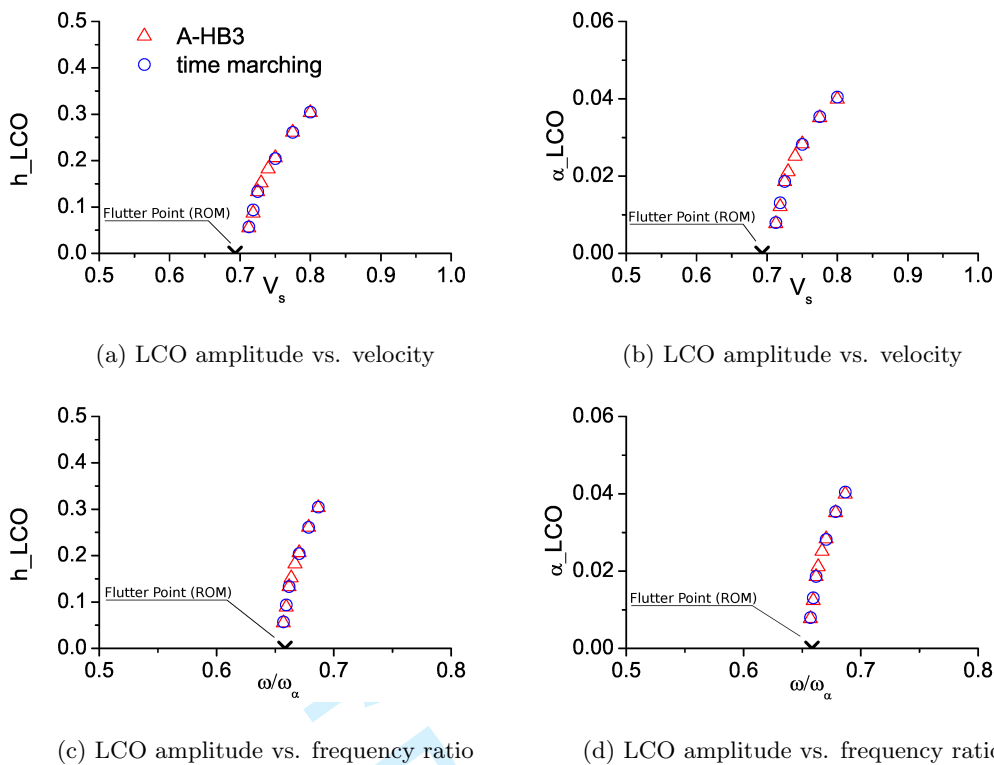 0.5
0.4
0.3
0.2
0.1
0.0
h_LCO
A-HB3
time marching
Flutter Point (ROM)
0.5 0.6 0.7 0.8 0.9 1.0
V_s
(a) LCO amplitude vs. velocity
0.06
0.04
0.02
0.00
α_LCO
Flutter Point (ROM)
0.5 0.6 0.7 0.8 0.9 1.0
V_s
(b) LCO amplitude vs. velocity
0.5
0.4
0.3
0.2
0.1
0.0
h_LCO
Flutter Point (ROM)
0.5 0.6 0.7 0.8
ω/ω_α
(c) LCO amplitude vs. frequency ratio
0.06
0.04
0.02
0.00
α_LCO
Flutter Point (ROM)
0.5 0.6 0.7 0.8
ω/ω_α
(d) LCO amplitude vs. frequency ratio